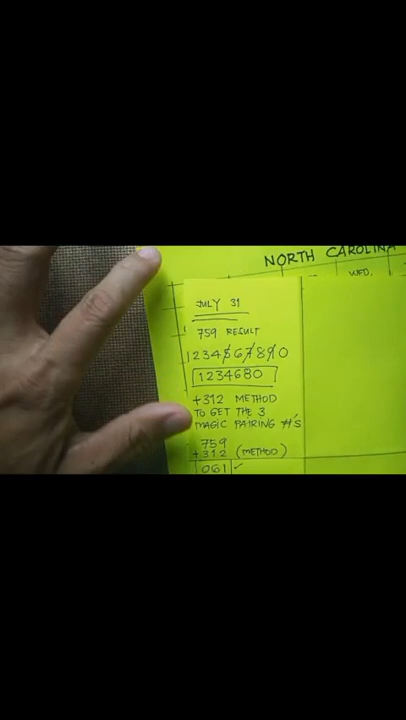 NORTH CAROLINA
WED,
JULY 31
759 RESULT
1234567890
1234680
+312 METHOD
TO GET THE 3
MAGIC PAIRING #'S
759
+312 (METHOD)
061 ✓